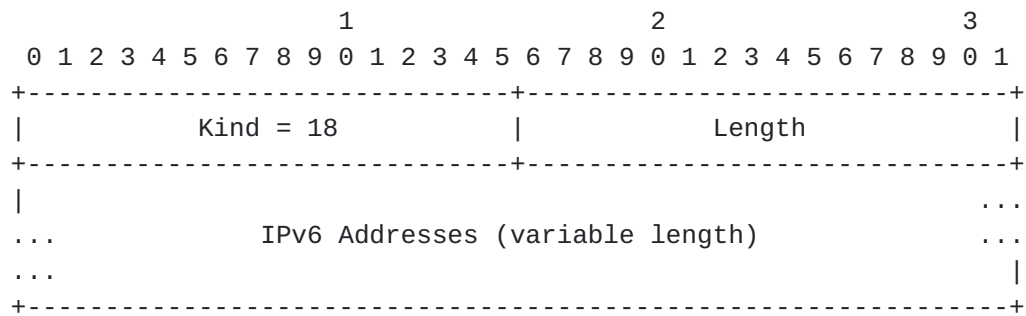 1                   2                   3
 0 1 2 3 4 5 6 7 8 9 0 1 2 3 4 5 6 7 8 9 0 1 2 3 4 5 6 7 8 9 0 1
+-------------------------------+-------------------------------+
|           Kind = 18           |            Length             |
+-------------------------------+-------------------------------+
|                                                             ...
...             IPv6 Addresses (variable length)              ...
...                                                             |
+---------------------------------------------------------------+